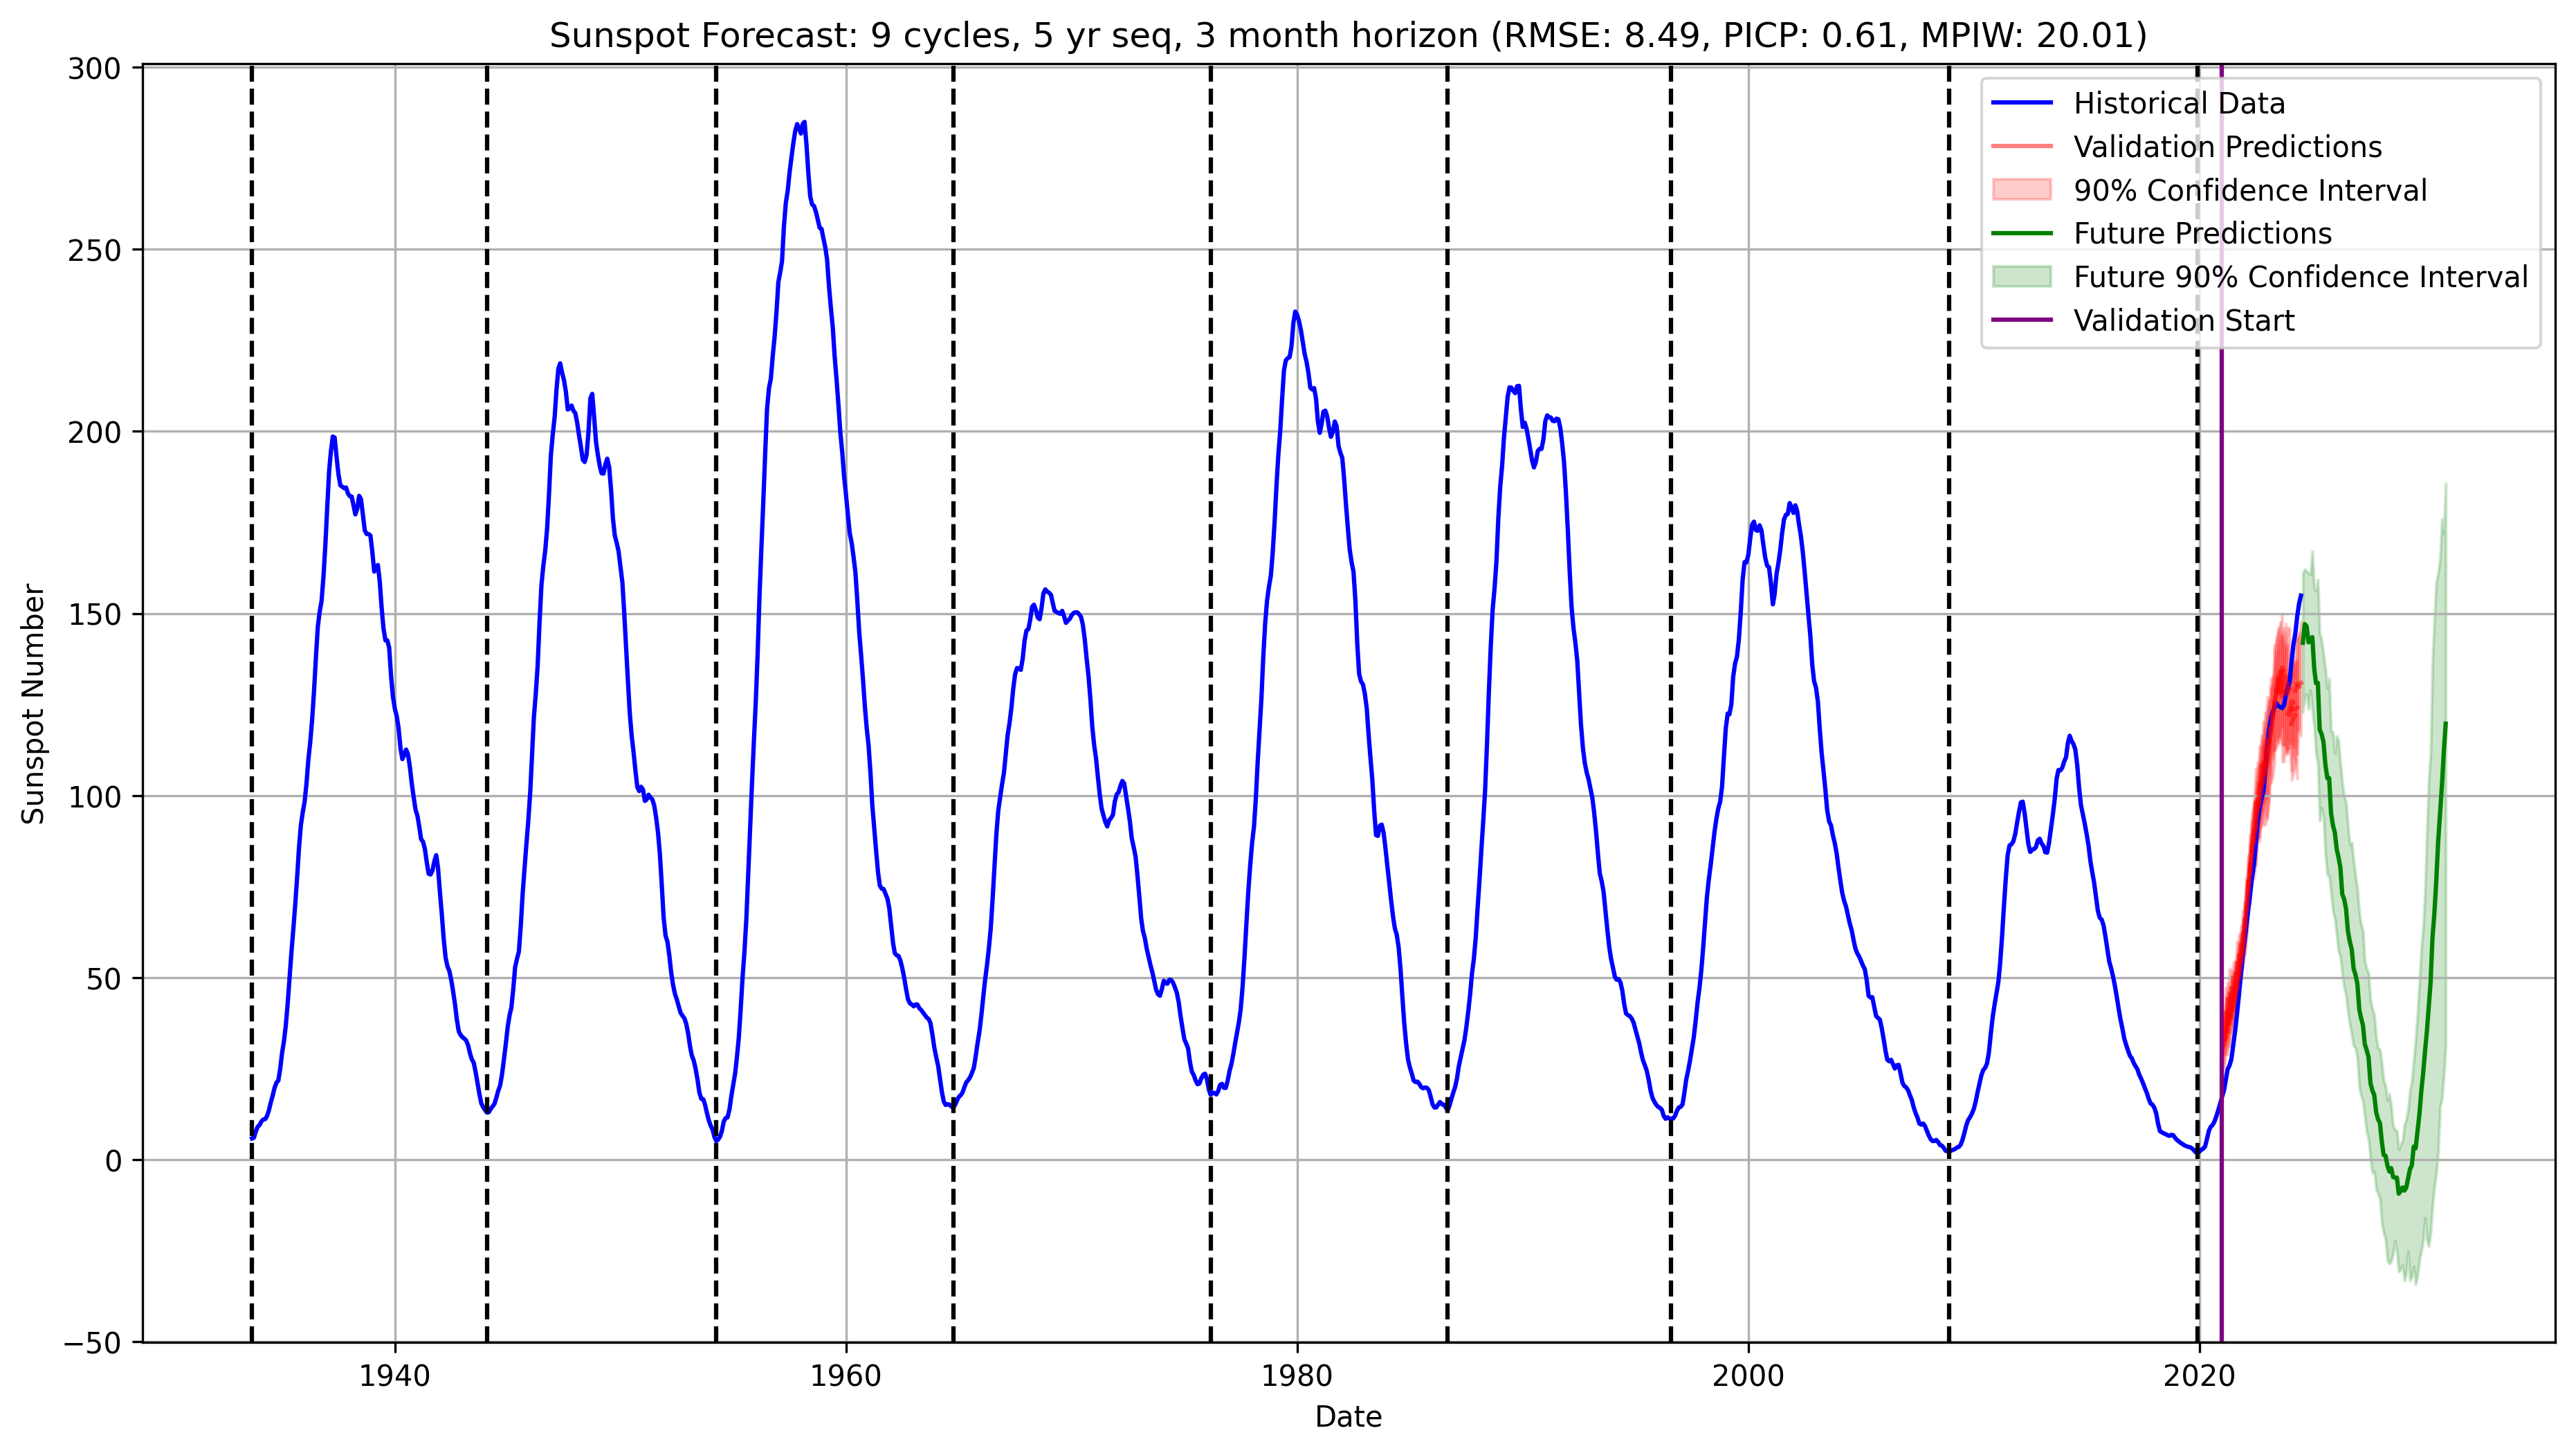 Sunspot Forecast: 9 cycles, 5 yr seq, 3 month horizon (RMSE: 8.49, PICP: 0.61, MPIW: 20.01)
300
250
200
150
100
50
0
−50
Sunspot Number
Historical Data
Validation Predictions
90% Confidence Interval
Future Predictions
Future 90% Confidence Interval
Validation Start
1940
1960
1980
2000
2020
Date